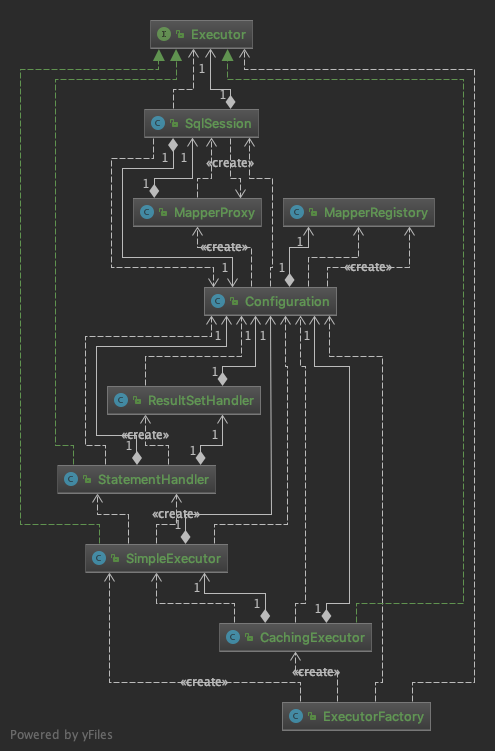 I Executor
1
C SqlSession
1 1 «create»
1
C MapperProxy
C MapperRegistory
«create» 1 1 «create»
C Configuration
1 1 1 1 1
1
C ResultSetHandler
«create» 1
1 1
C StatementHandler
«create»
1
C SimpleExecutor
1
1 1
C CachingExecutor
«create»
«create»
C ExecutorFactory
Powered by yFiles